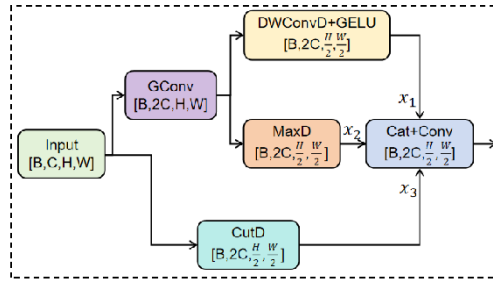 DWConvD+GELU
[B,2C,H/2,W/2]
GConv
[B,2C,H,W]
x₁
Input
[B,C,H,W]
MaxD
[B,2C,H/2,W/2]
x₂
Cat+Conv
[B,2C,H/2,W/2]
x₃
CutD
[B,2C,H/2,W/2]